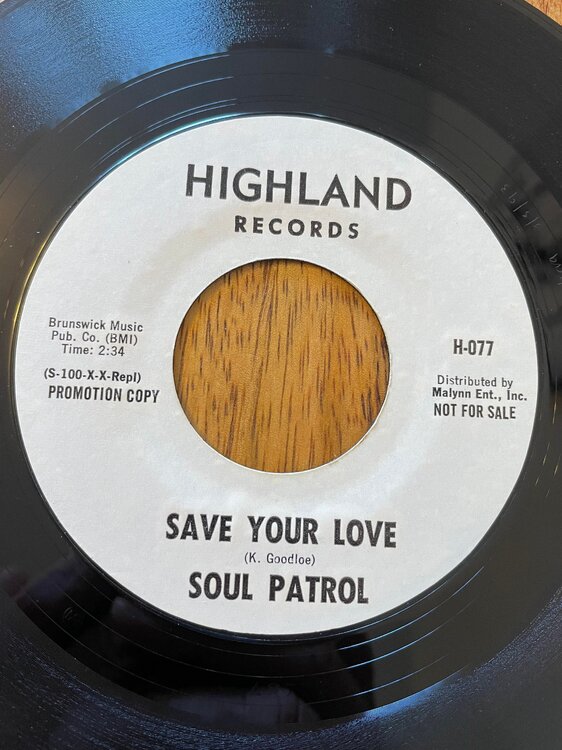 HIGHLAND
RECORDS
Brunswick Music
Pub. Co. (BMI)
Time: 2:34
(S-100-X-X-Repl)
PROMOTION COPY
H-077
Distributed by
Malynn Ent., Inc.
NOT FOR SALE
SAVE YOUR LOVE
(K. Goodloe)
SOUL PATROL